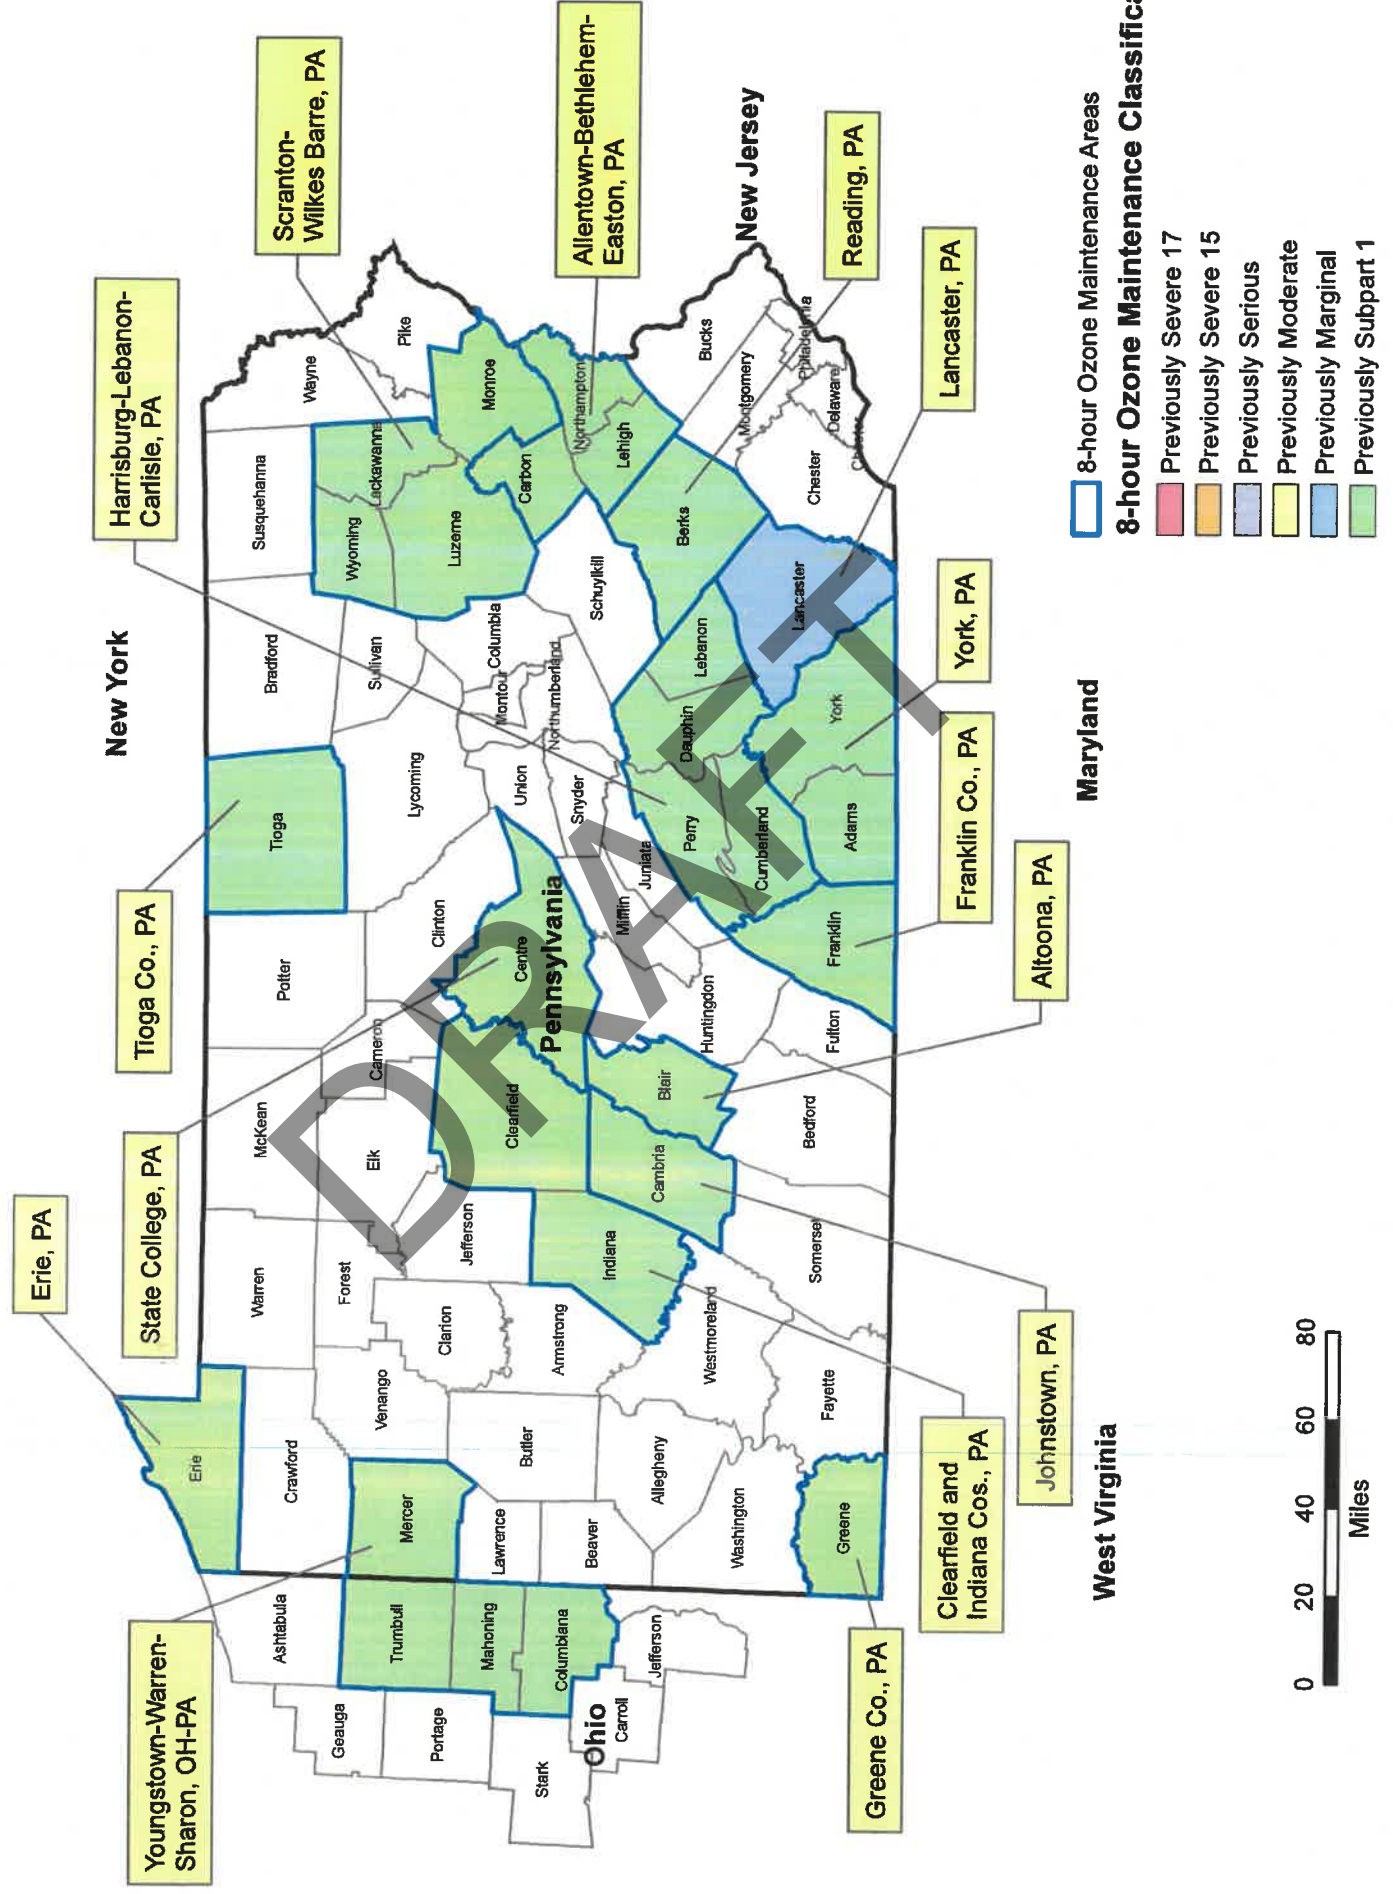 New York
New Jersey
Maryland
West Virginia
Ohio
Pennsylvania
DRAFT
Erie, PA
State College, PA
Tioga Co., PA
Harrisburg-Lebanon-
Carlisle, PA
Scranton-
Wilkes Barre, PA
Allentown-Bethlehem-
Easton, PA
Reading, PA
Lancaster, PA
York, PA
Franklin Co., PA
Altoona, PA
Johnstown, PA
Clearfield and
Indiana Cos., PA
Greene Co., PA
Youngstown-Warren-
Sharon, OH-PA
Erie
Crawford
Warren
McKean
Potter
Tioga
Bradford
Susquehanna
Wayne
Pike
Wyoming
Lackawanna
Monroe
Luzerne
Sullivan
Lycoming
Clinton
Cameron
Elk
Forest
Venango
Mercer
Clarion
Jefferson
Clearfield
Centre
Union
Montour
Columbia
Northumberland
Snyder
Carbon
Northampton
Lehigh
Schuylkill
Bucks
Montgomery
Philadelphia
Delaware
Chester
Berks
Lebanon
Lancaster
Dauphin
Perry
Juniata
Mifflin
Huntingdon
Cumberland
York
Adams
Franklin
Fulton
Bedford
Blair
Cambria
Somerset
Indiana
Armstrong
Westmoreland
Fayette
Butler
Lawrence
Beaver
Allegheny
Washington
Greene
Ashtabula
Trumbull
Mahoning
Columbiana
Jefferson
Geauga
Portage
Stark
Carroll
8-hour Ozone Maintenance Areas
8-hour Ozone Maintenance Classifica
Previously Severe 17
Previously Severe 15
Previously Serious
Previously Moderate
Previously Marginal
Previously Subpart 1
0 20 40 60 80
Miles